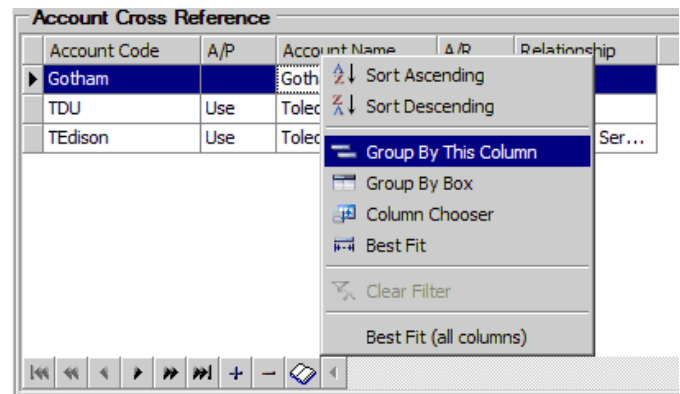 Account Cross Reference
Account Code A/P Account Name A/R Relationship
Gotham Goth
TDU Use Toled
TEdison Use Toled Ser...
Sort Ascending
Sort Descending
Group By This Column
Group By Box
Column Chooser
Best Fit
Clear Filter
Best Fit (all columns)